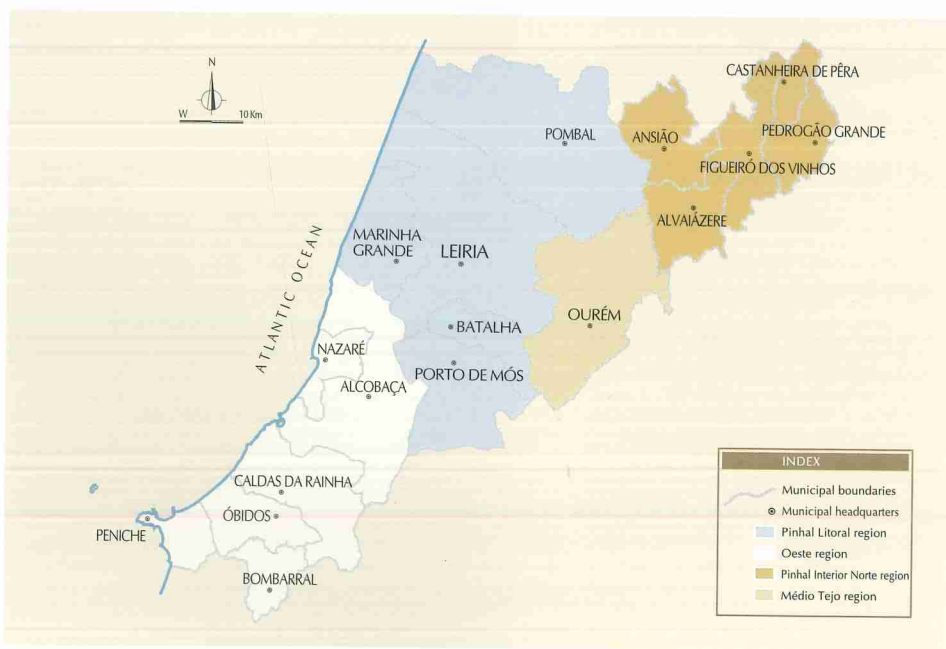 CASTANHEIRA DE PÊRA
N
W
10 Km
POMBAL
ANSIÃO
PEDROGÃO GRANDE
FIGUEIRÓ DOS VINHOS
ALVAIÁZERE
MARINHA
GRANDE
LEIRIA
ATLANTIC OCEAN
OURÉM
BATALHA
NAZARÉ
PORTO DE MÓS
ALCOBAÇA
CALDAS DA RAINHA
ÓBIDOS
PENICHE
BOMBARRAL
INDEX
Municipal boundaries
Municipal headquarters
Pinhal Litoral region
Oeste region
Pinhal Interior Norte region
Médio Tejo region